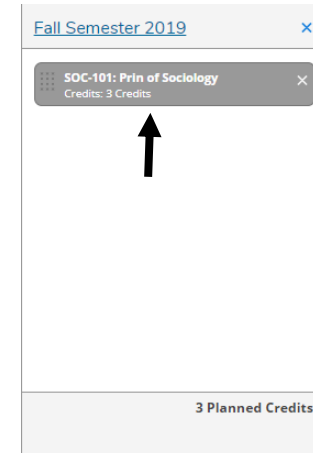 Fall Semester 2019 ×
SOC-101: Prin of Sociology ×
Credits: 3 Credits
3 Planned Credits